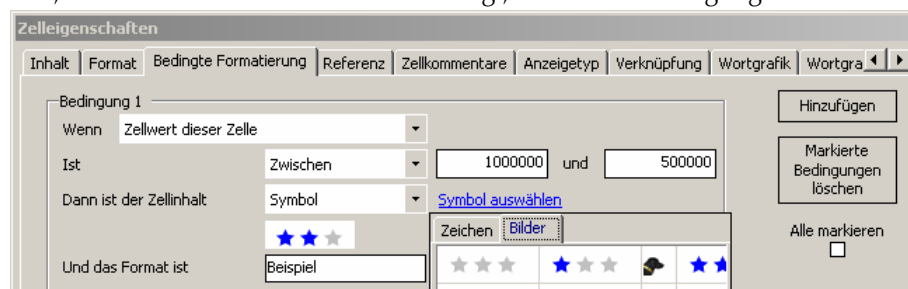 Zelleigenschaften
Inhalt Format Bedingte Formatierung Referenz Zellkommentare Anzeigetyp Verknüpfung Wortgrafik Wortgra
Bedingung 1
Hinzufügen
Wenn Zellwert dieser Zelle
Ist Zwischen 1000000 und 500000
Markierte
Bedingungen
löschen
Dann ist der Zellinhalt Symbol Symbol auswählen
Zeichen Bilder
Alle markieren
Und das Format ist Beispiel